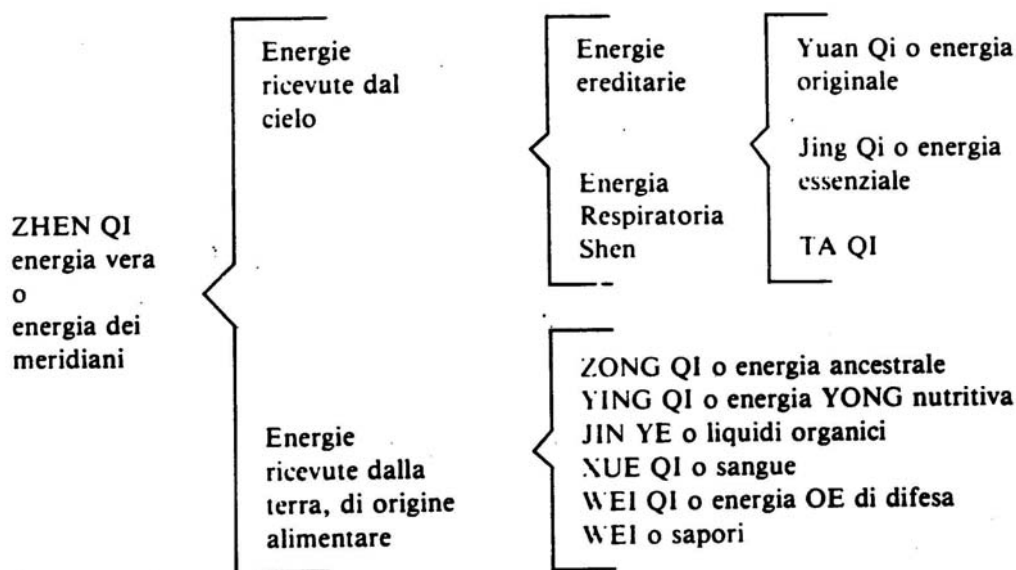 ZHEN QI
energia vera
o
energia dei
meridiani
Energie
ricevute dal
cielo
Energie
ereditarie
Yuan Qi o energia
originale
Jing Qi o energia
essenziale
Energia
Respiratoria
Shen
TA QI
Energie
ricevute dalla
terra, di origine
alimentare
ZONG QI o energia ancestrale
YING QI o energia YONG nutritiva
JIN YE o liquidi organici
XUE QI o sangue
WEI QI o energia OE di difesa
WEI o sapori